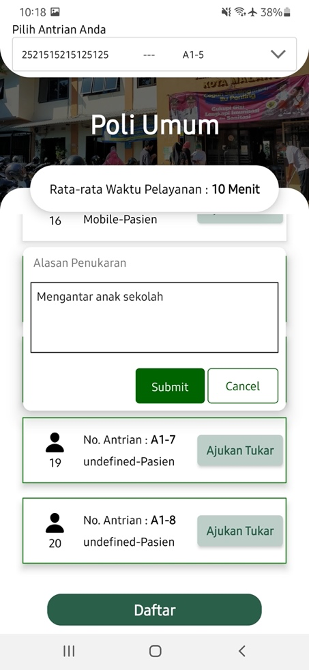 10:18 38%
Pilih Antrian Anda
25215152151251​25 --- A1-5
Poli Umum
Rata-rata Waktu Pelayanan : 10 Menit
16 Mobile-Pasien
Alasan Penukaran
Mengantar anak sekolah
Submit Cancel
No. Antrian : A1-7
Ajukan Tukar
19 undefined-Pasien
No. Antrian : A1-8
Ajukan Tukar
20 undefined-Pasien
Daftar